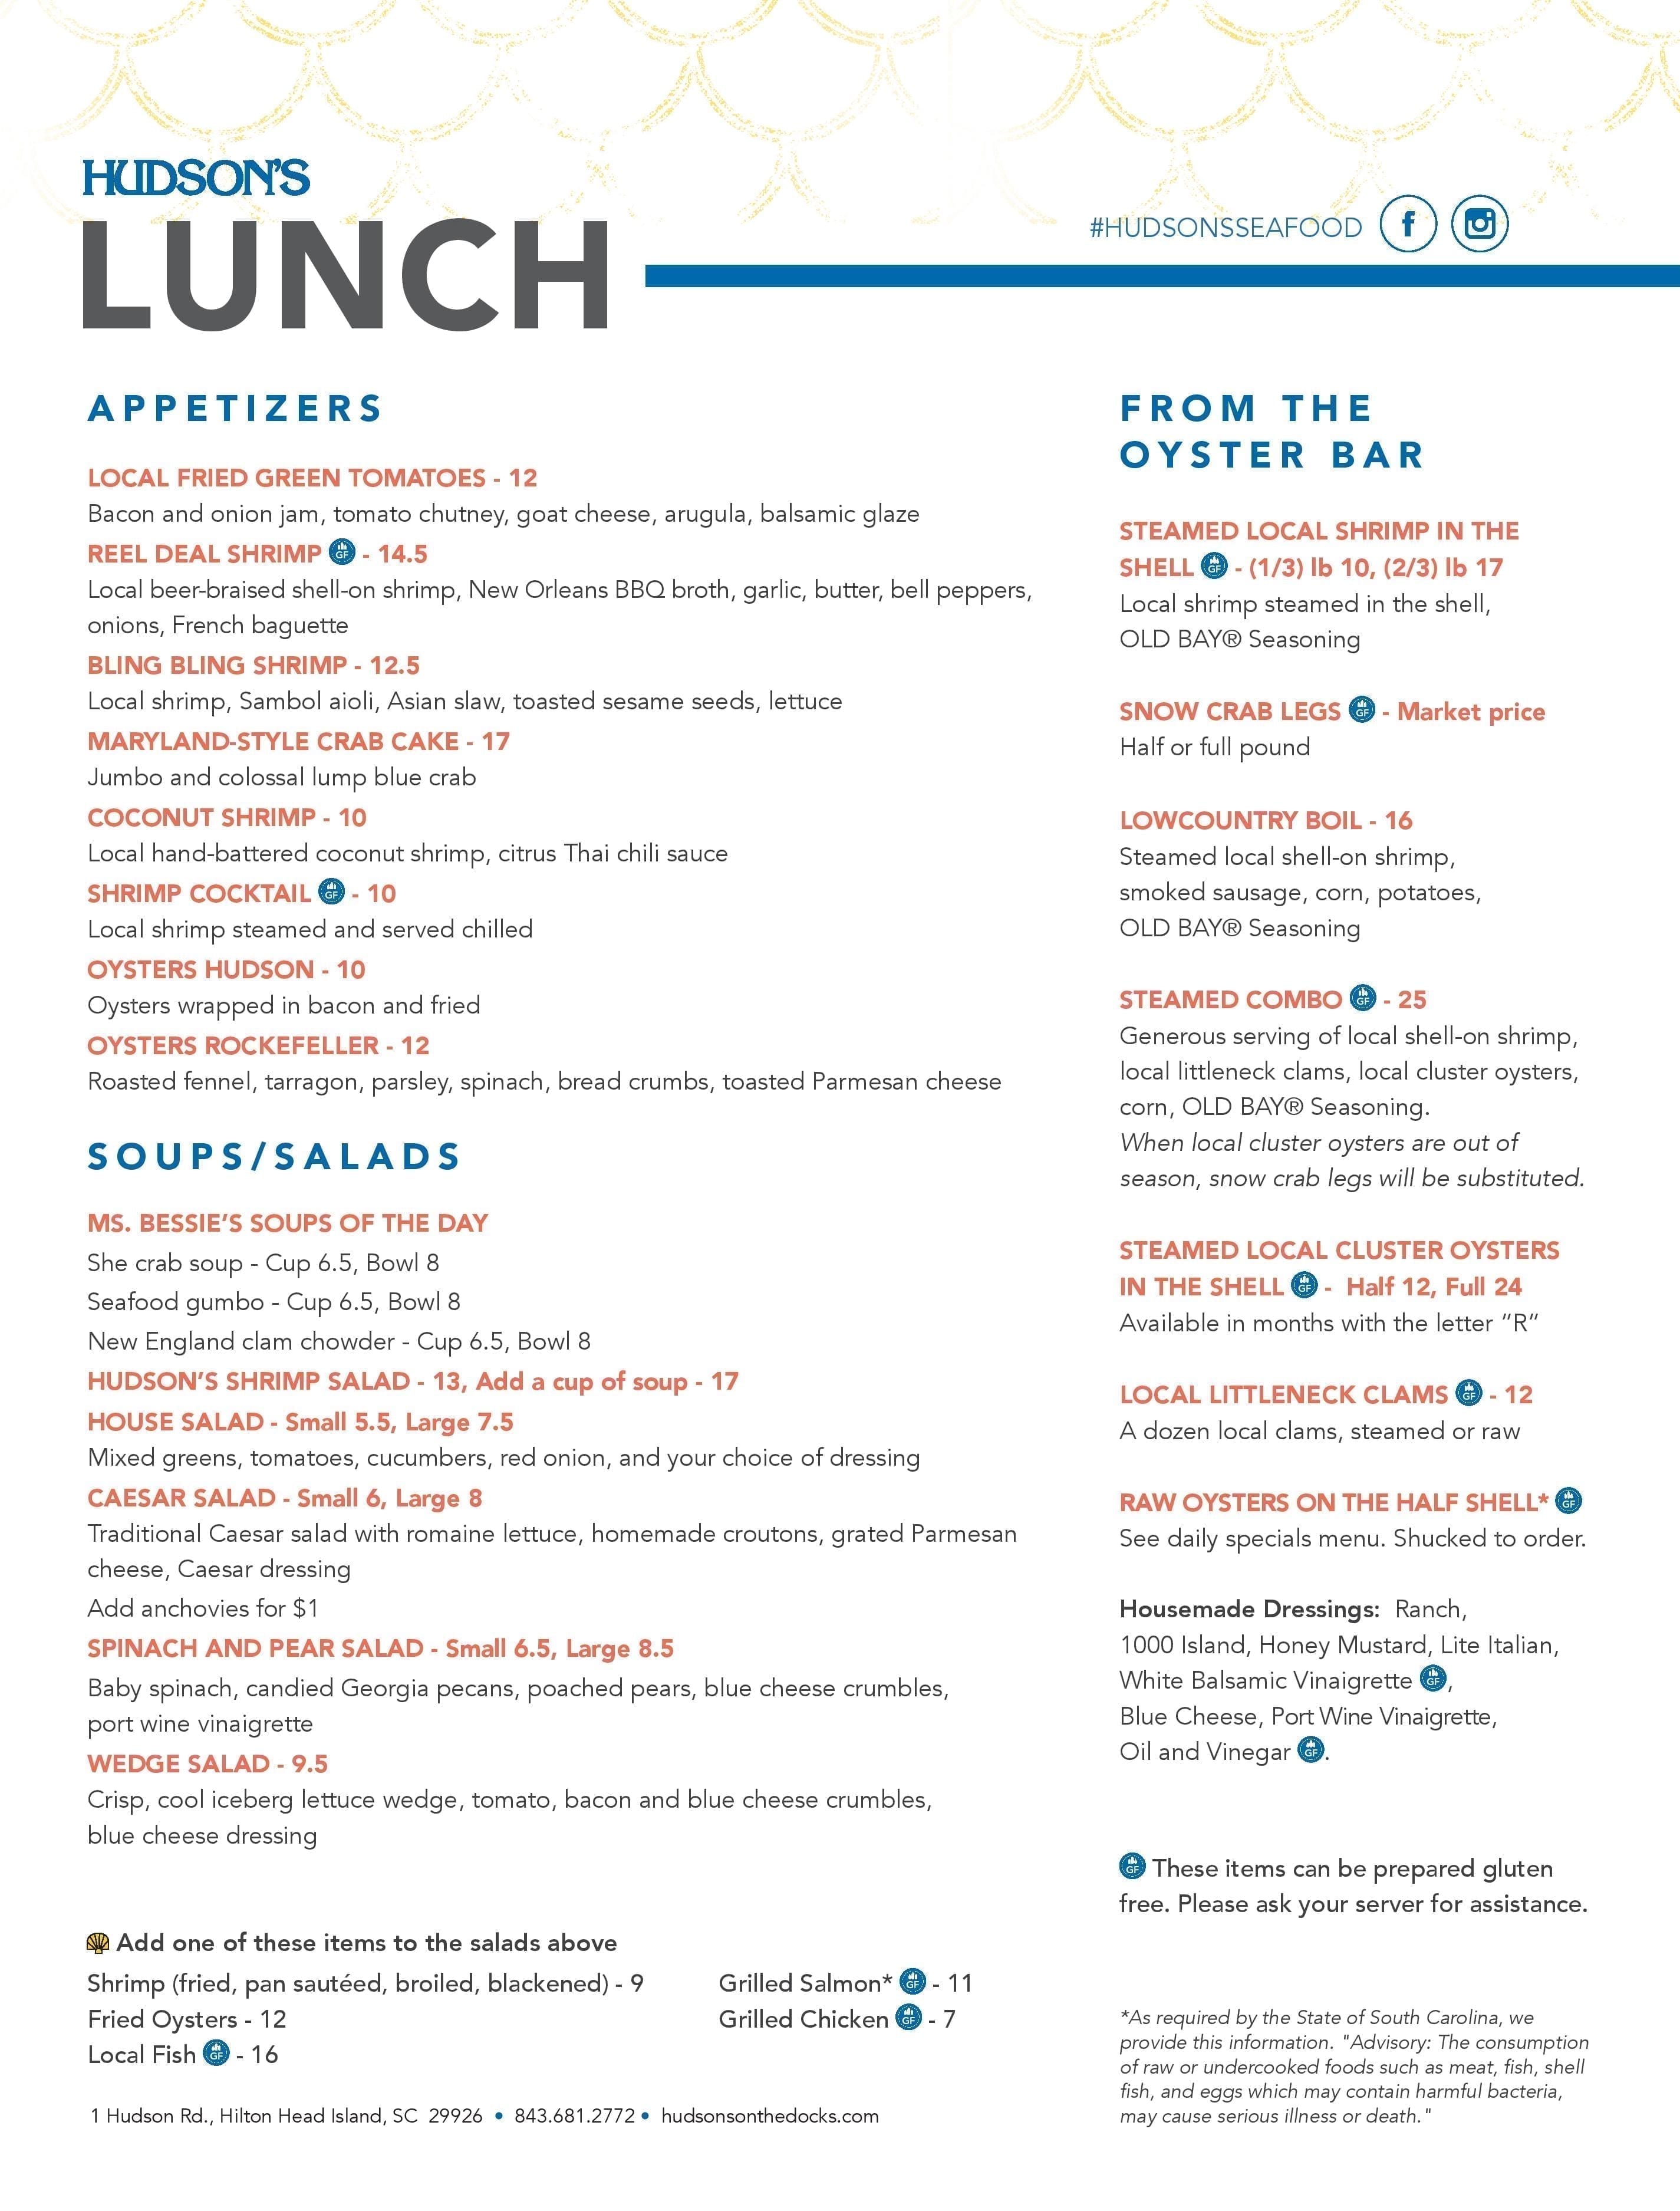 HUDSON'S
LUNCH
#HUDSONSSEAFOOD
APPETIZERS
LOCAL FRIED GREEN TOMATOES - 12
Bacon and onion jam, tomato chutney, goat cheese, arugula, balsamic glaze
REEL DEAL SHRIMP GF - 14.5
Local beer-braised shell-on shrimp, New Orleans BBQ broth, garlic, butter, bell peppers,
onions, French baguette
BLING BLING SHRIMP - 12.5
Local shrimp, Sambol aioli, Asian slaw, toasted sesame seeds, lettuce
MARYLAND-STYLE CRAB CAKE - 17
Jumbo and colossal lump blue crab
COCONUT SHRIMP - 10
Local hand-battered coconut shrimp, citrus Thai chili sauce
SHRIMP COCKTAIL GF - 10
Local shrimp steamed and served chilled
OYSTERS HUDSON - 10
Oysters wrapped in bacon and fried
OYSTERS ROCKEFELLER - 12
Roasted fennel, tarragon, parsley, spinach, bread crumbs, toasted Parmesan cheese
SOUPS/SALADS
MS. BESSIE'S SOUPS OF THE DAY
She crab soup - Cup 6.5, Bowl 8
Seafood gumbo - Cup 6.5, Bowl 8
New England clam chowder - Cup 6.5, Bowl 8
HUDSON'S SHRIMP SALAD - 13, Add a cup of soup - 17
HOUSE SALAD - Small 5.5, Large 7.5
Mixed greens, tomatoes, cucumbers, red onion, and your choice of dressing
CAESAR SALAD - Small 6, Large 8
Traditional Caesar salad with romaine lettuce, homemade croutons, grated Parmesan
cheese, Caesar dressing
Add anchovies for $1
SPINACH AND PEAR SALAD - Small 6.5, Large 8.5
Baby spinach, candied Georgia pecans, poached pears, blue cheese crumbles,
port wine vinaigrette
WEDGE SALAD - 9.5
Crisp, cool iceberg lettuce wedge, tomato, bacon and blue cheese crumbles,
blue cheese dressing
Add one of these items to the salads above
Shrimp (fried, pan sautéed, broiled, blackened) - 9
Fried Oysters - 12
Local Fish GF - 16
Grilled Salmon* GF - 11
Grilled Chicken GF - 7
1 Hudson Rd., Hilton Head Island, SC 29926 • 843.681.2772 • hudsonsonthedocks.com
FROM THE
OYSTER BAR
STEAMED LOCAL SHRIMP IN THE
SHELL GF - (1/3) lb 10, (2/3) lb 17
Local shrimp steamed in the shell,
OLD BAY® Seasoning
SNOW CRAB LEGS GF - Market price
Half or full pound
LOWCOUNTRY BOIL - 16
Steamed local shell-on shrimp,
smoked sausage, corn, potatoes,
OLD BAY® Seasoning
STEAMED COMBO GF - 25
Generous serving of local shell-on shrimp,
local littleneck clams, local cluster oysters,
corn, OLD BAY® Seasoning.
When local cluster oysters are out of
season, snow crab legs will be substituted.
STEAMED LOCAL CLUSTER OYSTERS
IN THE SHELL GF - Half 12, Full 24
Available in months with the letter "R"
LOCAL LITTLENECK CLAMS GF - 12
A dozen local clams, steamed or raw
RAW OYSTERS ON THE HALF SHELL* GF
See daily specials menu. Shucked to order.
Housemade Dressings: Ranch,
1000 Island, Honey Mustard, Lite Italian,
White Balsamic Vinaigrette GF,
Blue Cheese, Port Wine Vinaigrette,
Oil and Vinegar GF.
GF These items can be prepared gluten
free. Please ask your server for assistance.
*As required by the State of South Carolina, we
provide this information. "Advisory: The consumption
of raw or undercooked foods such as meat, fish, shell
fish, and eggs which may contain harmful bacteria,
may cause serious illness or death."